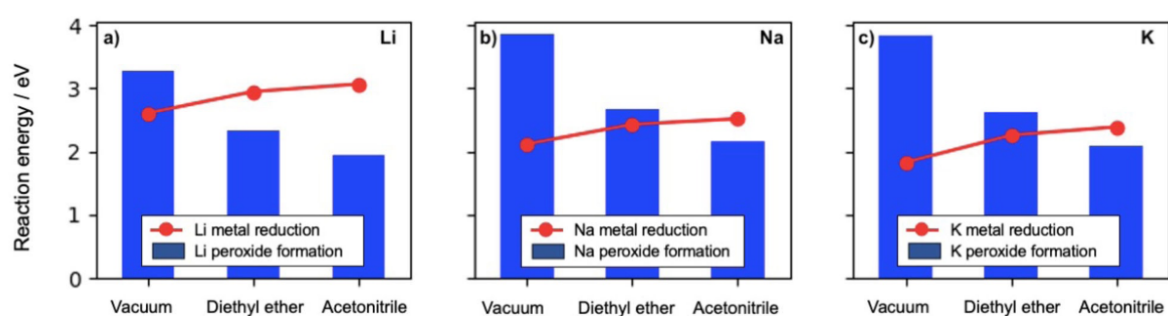 Reaction energy / eV
4
3
2
1
0
a)
Li
Li metal reduction
Li peroxide formation
Vacuum
Diethyl ether
Acetonitrile
b)
Na
Na metal reduction
Na peroxide formation
Vacuum
Diethyl ether
Acetonitrile
c)
K
K metal reduction
K peroxide formation
Vacuum
Diethyl ether
Acetonitrile